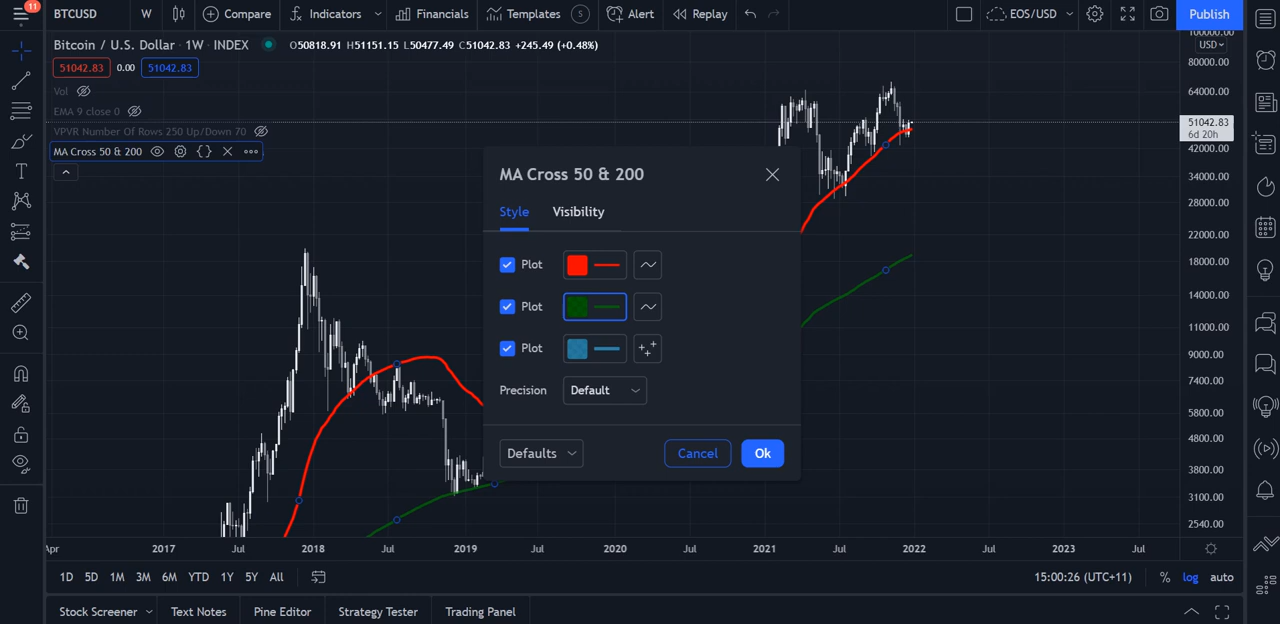 11
BTCUSD W Compare Indicators Financials Templates S Alert Replay EOS/USD Publish
Bitcoin / U.S. Dollar · 1W · INDEX O50818.91 H51151.15 L50477.49 C51042.83 +245.49 (+0.48%)
51042.83 0.00 51042.83
Vol
EMA 9 close 0
VPVR Number Of Rows 250 Up/Down 70
MA Cross 50 & 200
MA Cross 50 & 200
Style Visibility
Plot
Plot
Plot
Precision Default
Defaults Cancel Ok
100000.00
USD
80000.00
64000.00
51042.83
6d 20h
42000.00
34000.00
28000.00
22000.00
18000.00
14000.00
11000.00
9000.00
7400.00
5800.00
4800.00
3800.00
3100.00
2540.00
Apr 2017 Jul 2018 Jul 2019 Jul 2020 Jul 2021 Jul 2022 Jul 2023 Jul
1D 5D 1M 3M 6M YTD 1Y 5Y All 15:00:26 (UTC+11) % log auto
Stock Screener Text Notes Pine Editor Strategy Tester Trading Panel